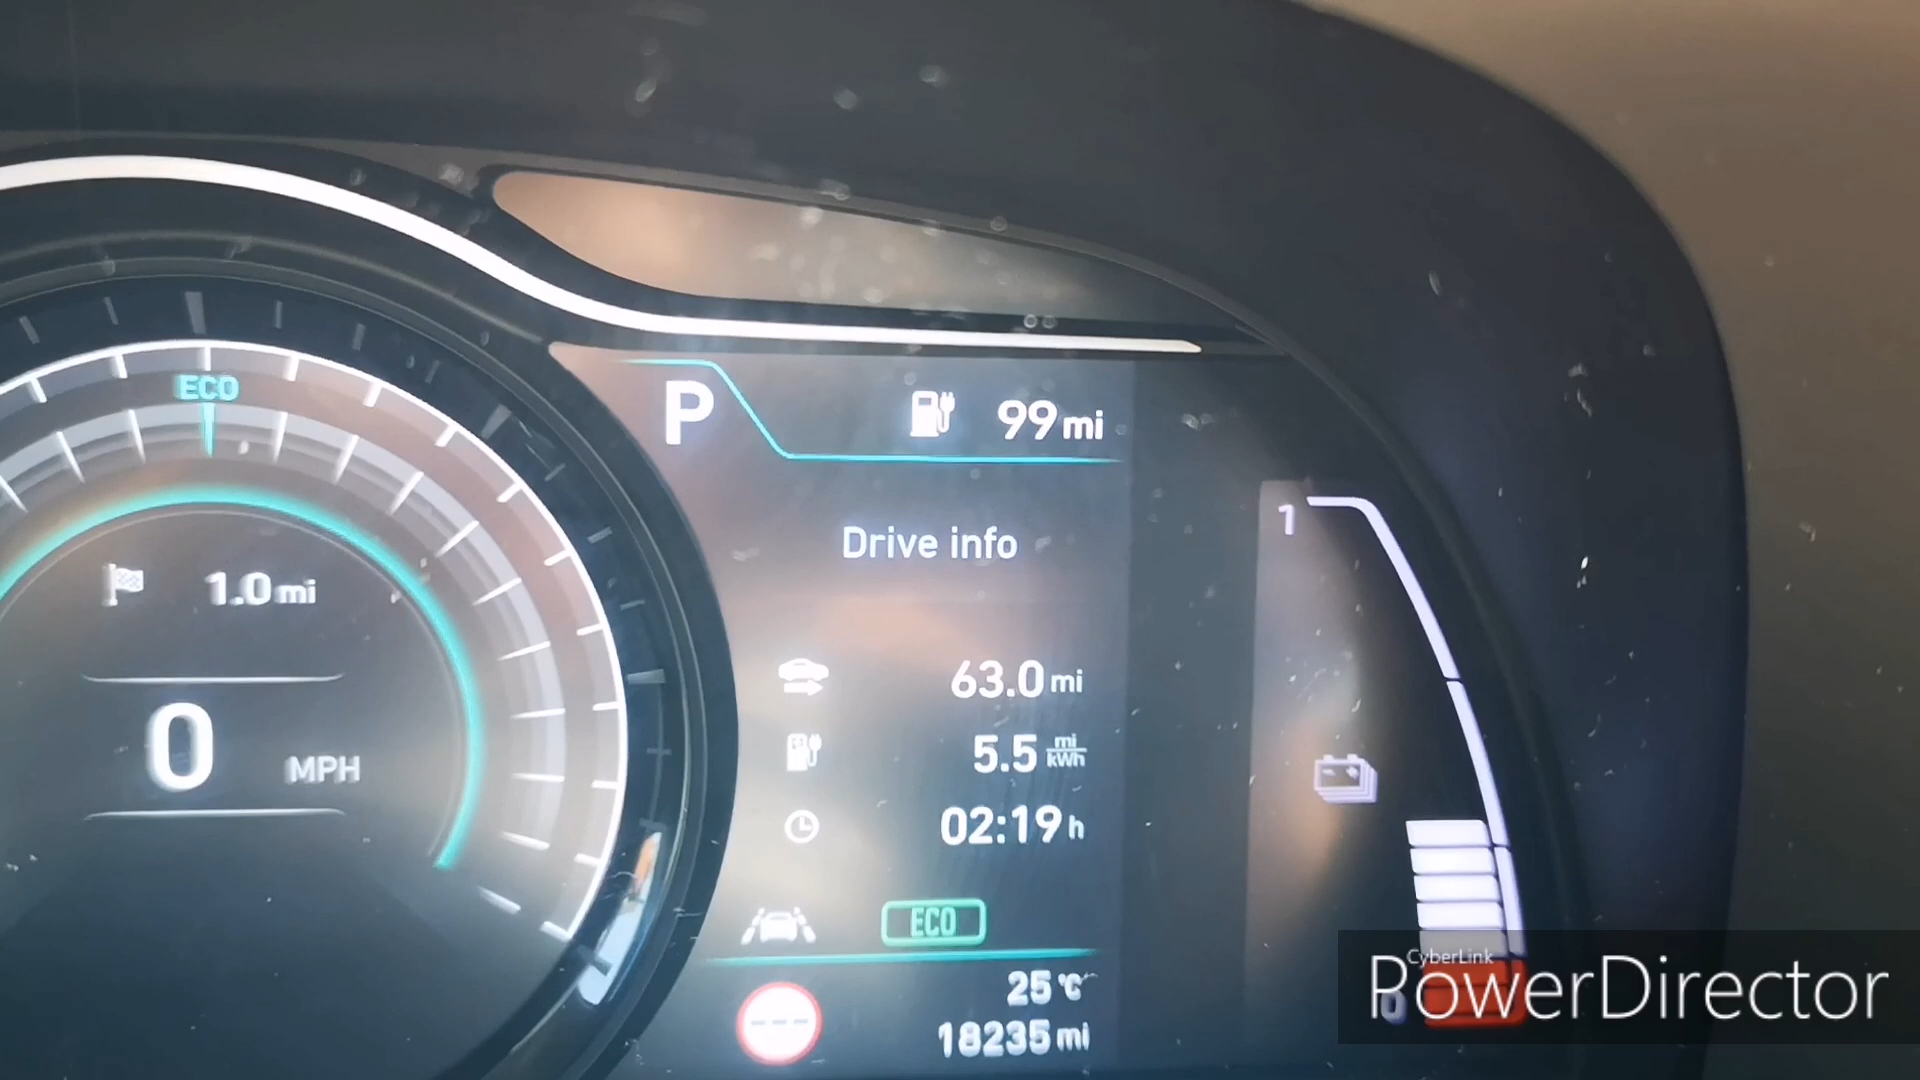 P
99 mi
ECO
Drive info
1
1.0 mi
63.0 mi
0 MPH
5.5 mi/kWh
02:19 h
ECO
25 °C
---
18235 mi
0
CyberLink
PowerDirector